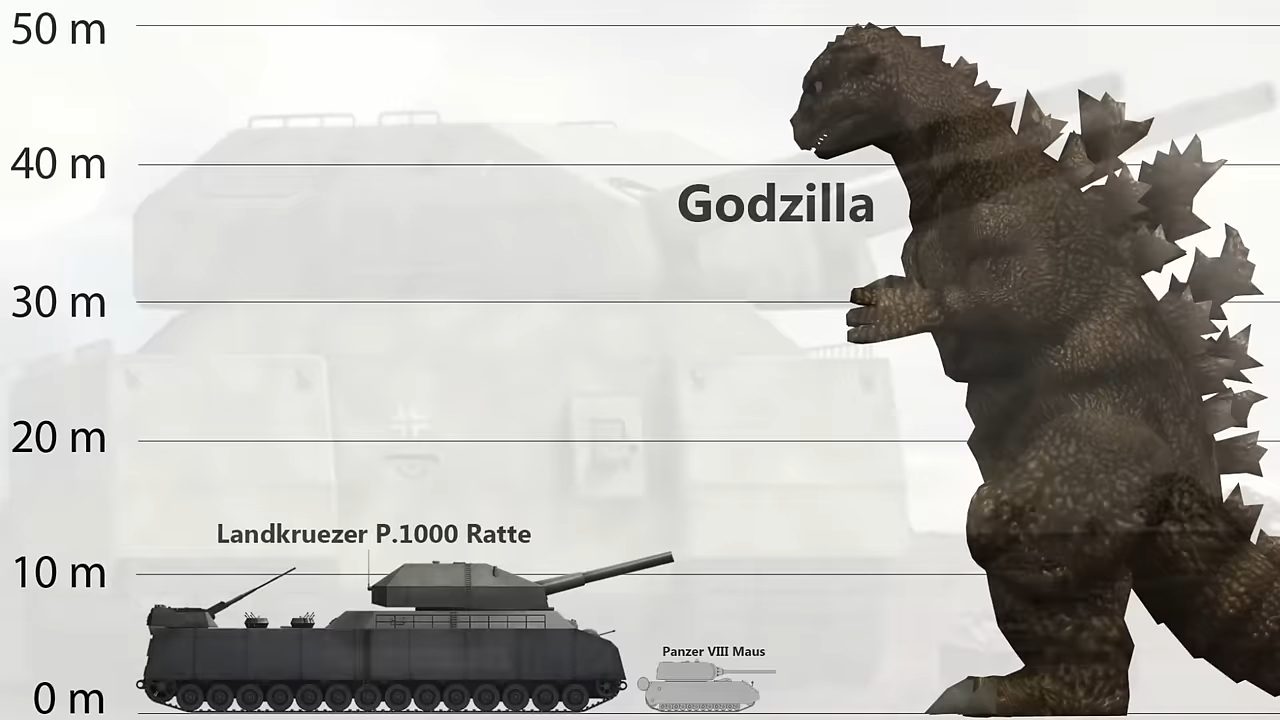 50 m
40 m
Godzilla
30 m
20 m
Landkruezer P.1000 Ratte
10 m
Panzer VIII Maus
0 m